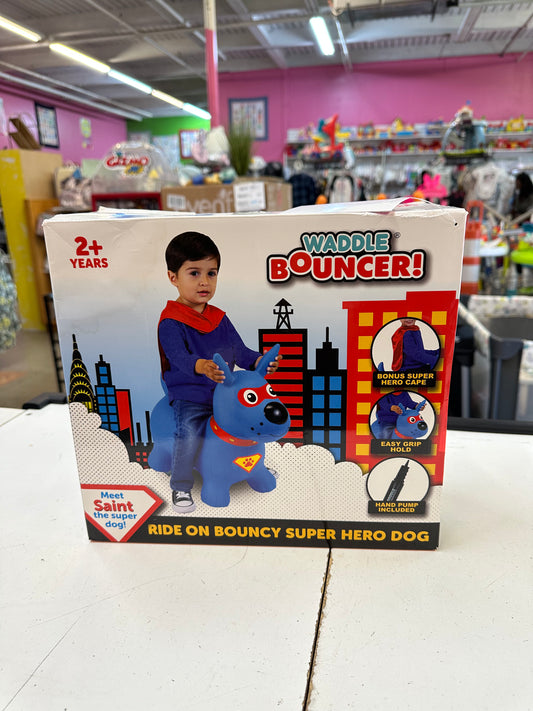 GIZMO
2+
YEARS
WADDLE
BOUNCER!
®
BONUS SUPER
HERO CAPE
EASY GRIP
HOLD
HAND PUMP
INCLUDED
Meet
Saint
the super
dog!
RIDE ON BOUNCY SUPER HERO DOG